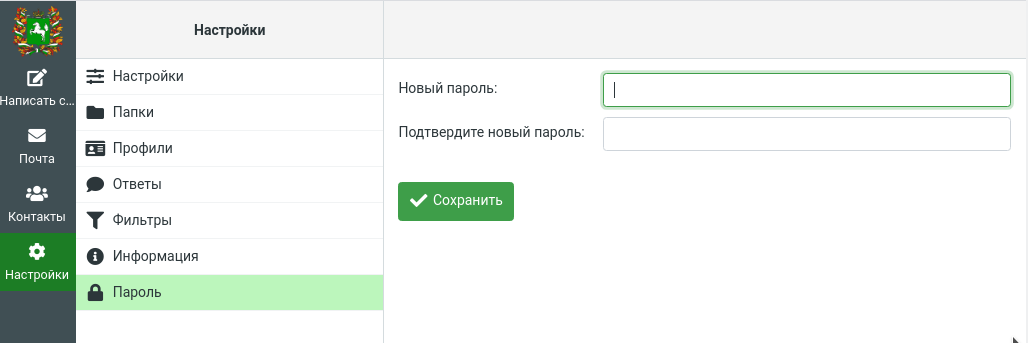 Написать с...
Почта
Контакты
Настройки
Настройки
Настройки
Папки
Профили
Ответы
Фильтры
Информация
Пароль
Новый пароль:
Подтвердите новый пароль:
Сохранить